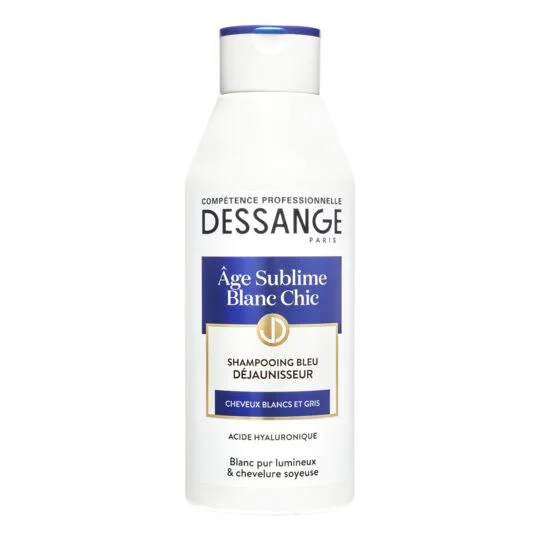 COMPÉTENCE PROFESSIONNELLE
DESSANGE
PARIS
Âge Sublime
Blanc Chic
SHAMPOOING BLEU
DÉJAUNISSEUR
CHEVEUX BLANCS ET GRIS
ACIDE HYALURONIQUE
Blanc pur lumineux
& chevelure soyeuse